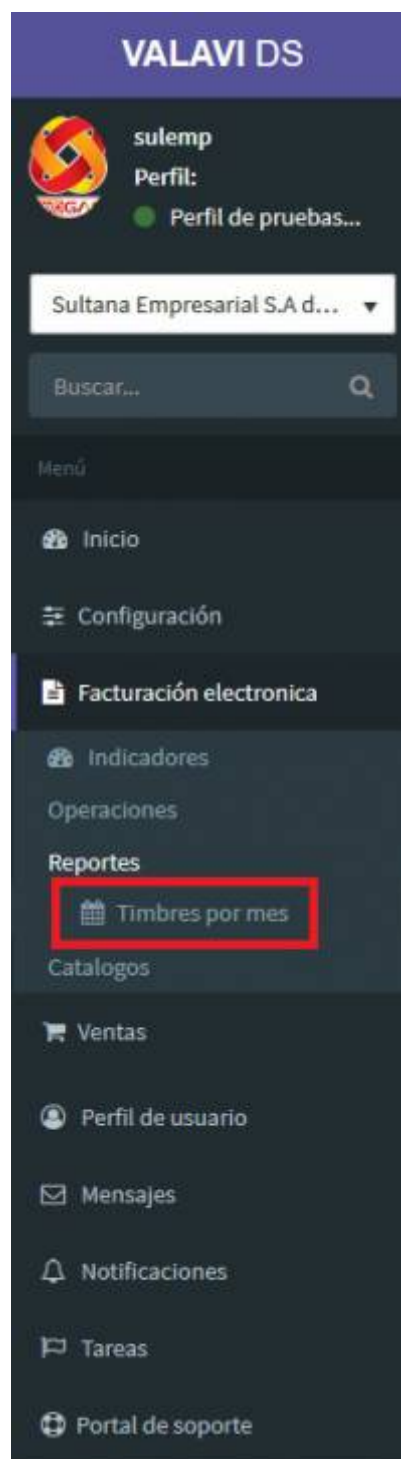 VALAVI DS
sulemp
Perfil:
Perfil de pruebas...
MEGA
Sultana Empresarial S.A d...
Buscar...
Menú
Inicio
Configuración
Facturación electronica
Indicadores
Operaciones
Reportes
Timbres por mes
Catalogos
Ventas
Perfil de usuario
Mensajes
Notificaciones
Tareas
Portal de soporte